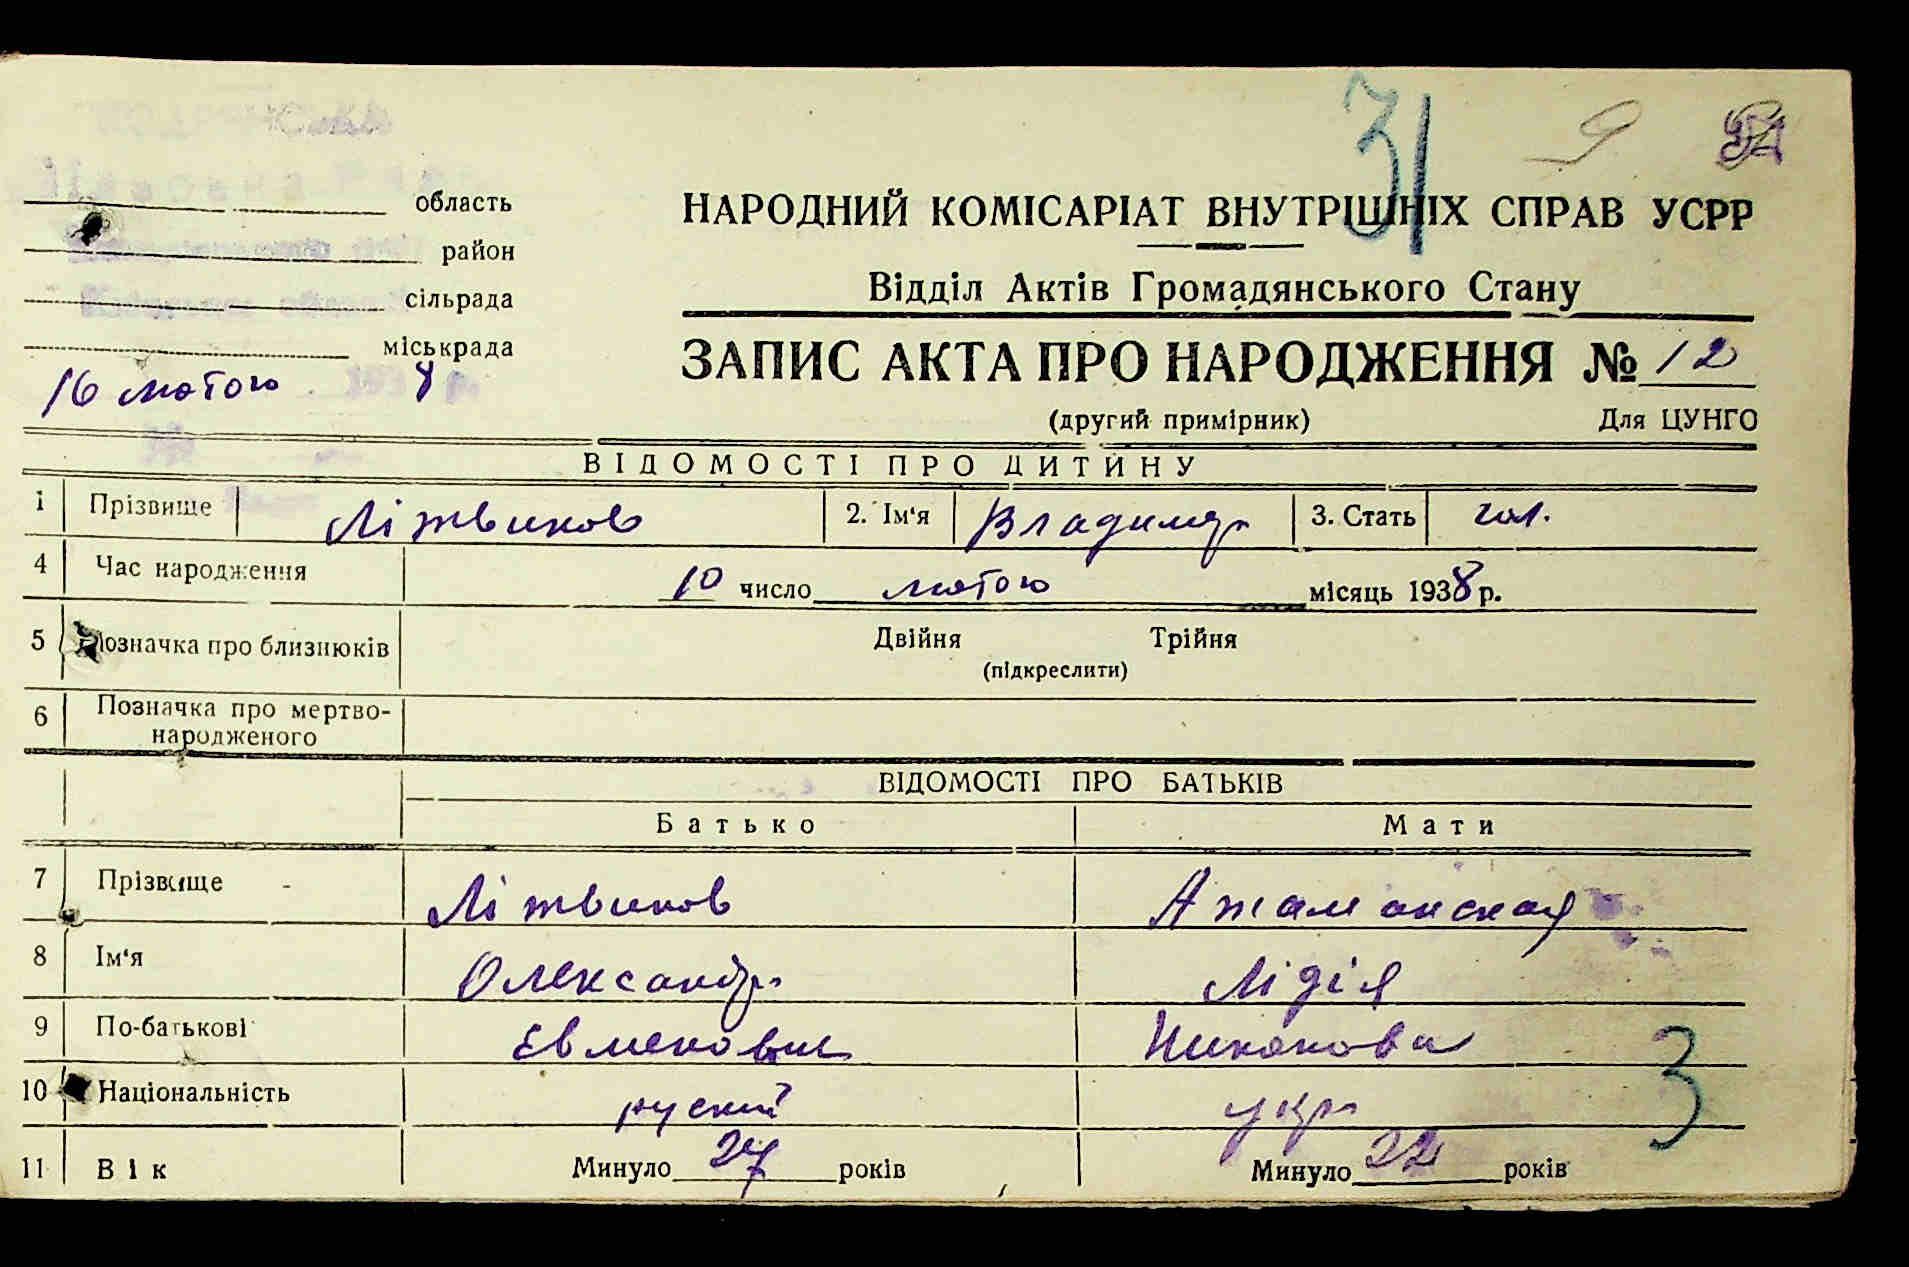 31 9
область
район
сільрада
міськрада
16 лютого 8
НАРОДНИЙ КОМІСАРІАТ ВНУТРІШНІХ СПРАВ УСРР
Відділ Актів Громадянського Стану
ЗАПИС АКТА ПРО НАРОДЖЕННЯ № 12
(другий примірник) Для ЦУНГО
ВІДОМОСТІ ПРО ДИТИНУ
1 Прізвище Літвинов 2. Ім‘я Владимир 3. Стать чол.
4 Час народження 10 число лютого місяць 1938 р.
5 Позначка про близнюків Двійня Трійня
(підкреслити)
6 Позначка про мертво-
народженого
ВІДОМОСТІ ПРО БАТЬКІВ
Батько Мати
7 Прізвище Літвинов
8 Ім‘я Олександр Лідія
9 По-батькові Євменович
10 Національність руский укр 3
11 Вік Минуло 27 років Минуло 22 років